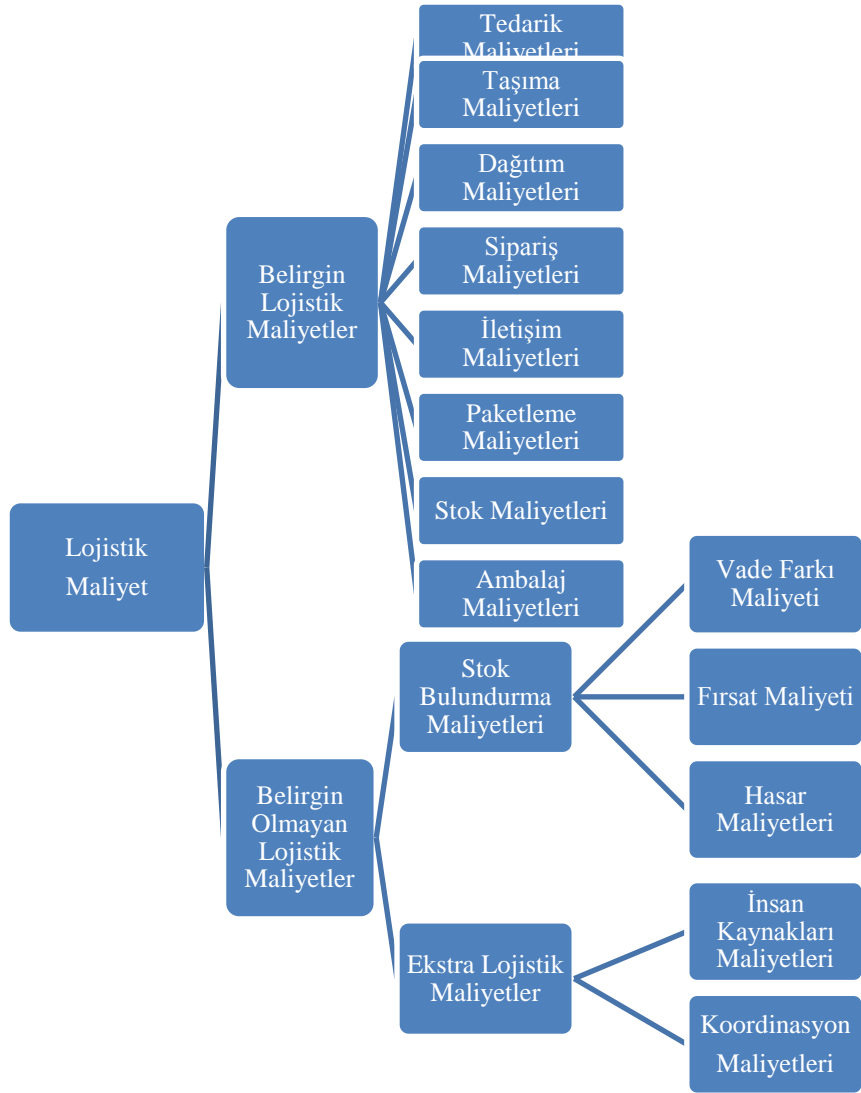 Tedarik
Maliyetleri
Taşıma
Maliyetleri
Dağıtım
Maliyetleri
Sipariş
Maliyetleri
İletişim
Maliyetleri
Paketleme
Maliyetleri
Stok Maliyetleri
Ambalaj
Maliyetleri
Belirgin
Lojistik
Maliyetler
Lojistik
Maliyet
Belirgin
Olmayan
Lojistik
Maliyetler
Stok
Bulundurma
Maliyetleri
Vade Farkı
Maliyeti
Fırsat Maliyeti
Hasar
Maliyetleri
Ekstra Lojistik
Maliyetler
İnsan
Kaynakları
Maliyetleri
Koordinasyon
Maliyetleri